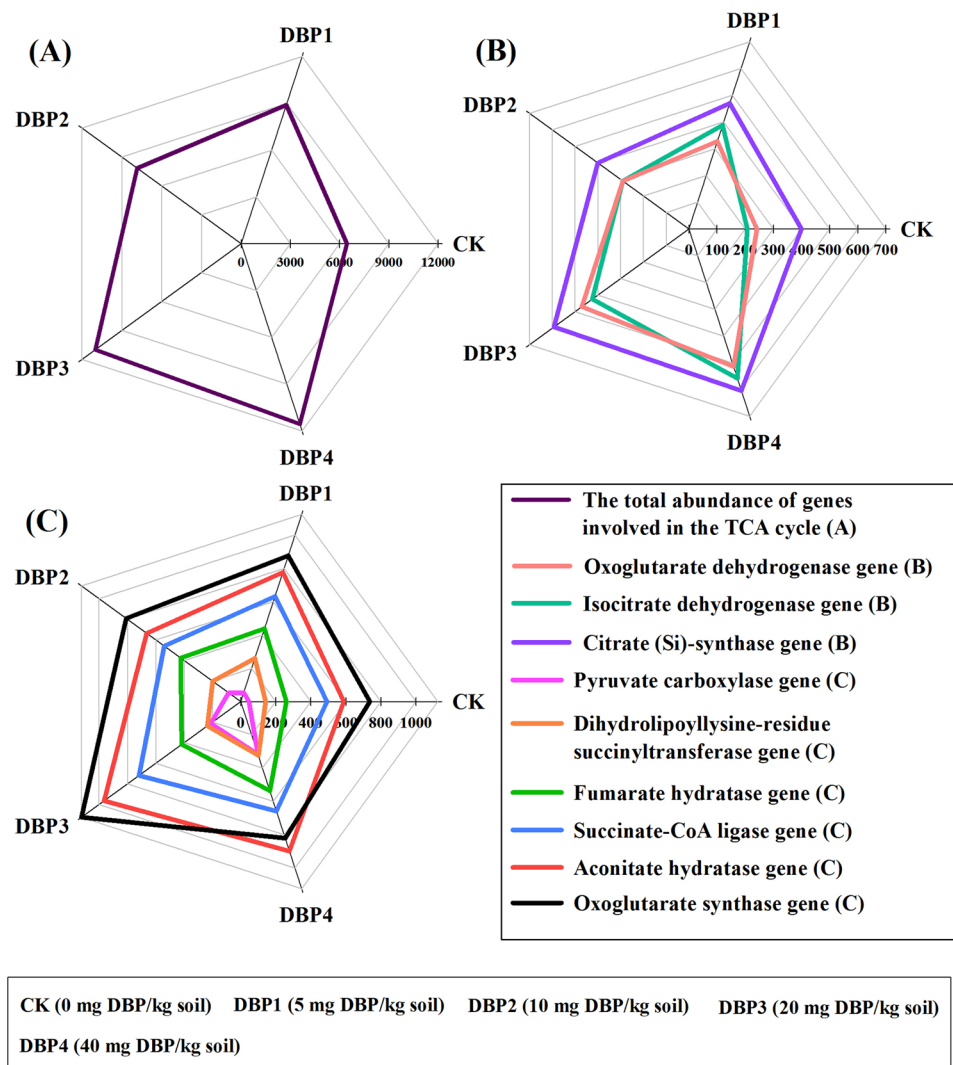 (A)
DBP1
DBP2
CK
0 3000 6000 9000 12000
DBP3
DBP4
(B)
DBP1
DBP2
CK
0 100 200 300 400 500 600 700
DBP3
DBP4
(C)
DBP1
DBP2
CK
0 200 400 600 800 1000
DBP3
DBP4
The total abundance of genes
involved in the TCA cycle (A)
Oxoglutarate dehydrogenase gene (B)
Isocitrate dehydrogenase gene (B)
Citrate (Si)-synthase gene (B)
Pyruvate carboxylase gene (C)
Dihydrolipoyllysine-residue
succinyltransferase gene (C)
Fumarate hydratase gene (C)
Succinate-CoA ligase gene (C)
Aconitate hydratase gene (C)
Oxoglutarate synthase gene (C)
CK (0 mg DBP/kg soil) DBP1 (5 mg DBP/kg soil) DBP2 (10 mg DBP/kg soil) DBP3 (20 mg DBP/kg soil)
DBP4 (40 mg DBP/kg soil)